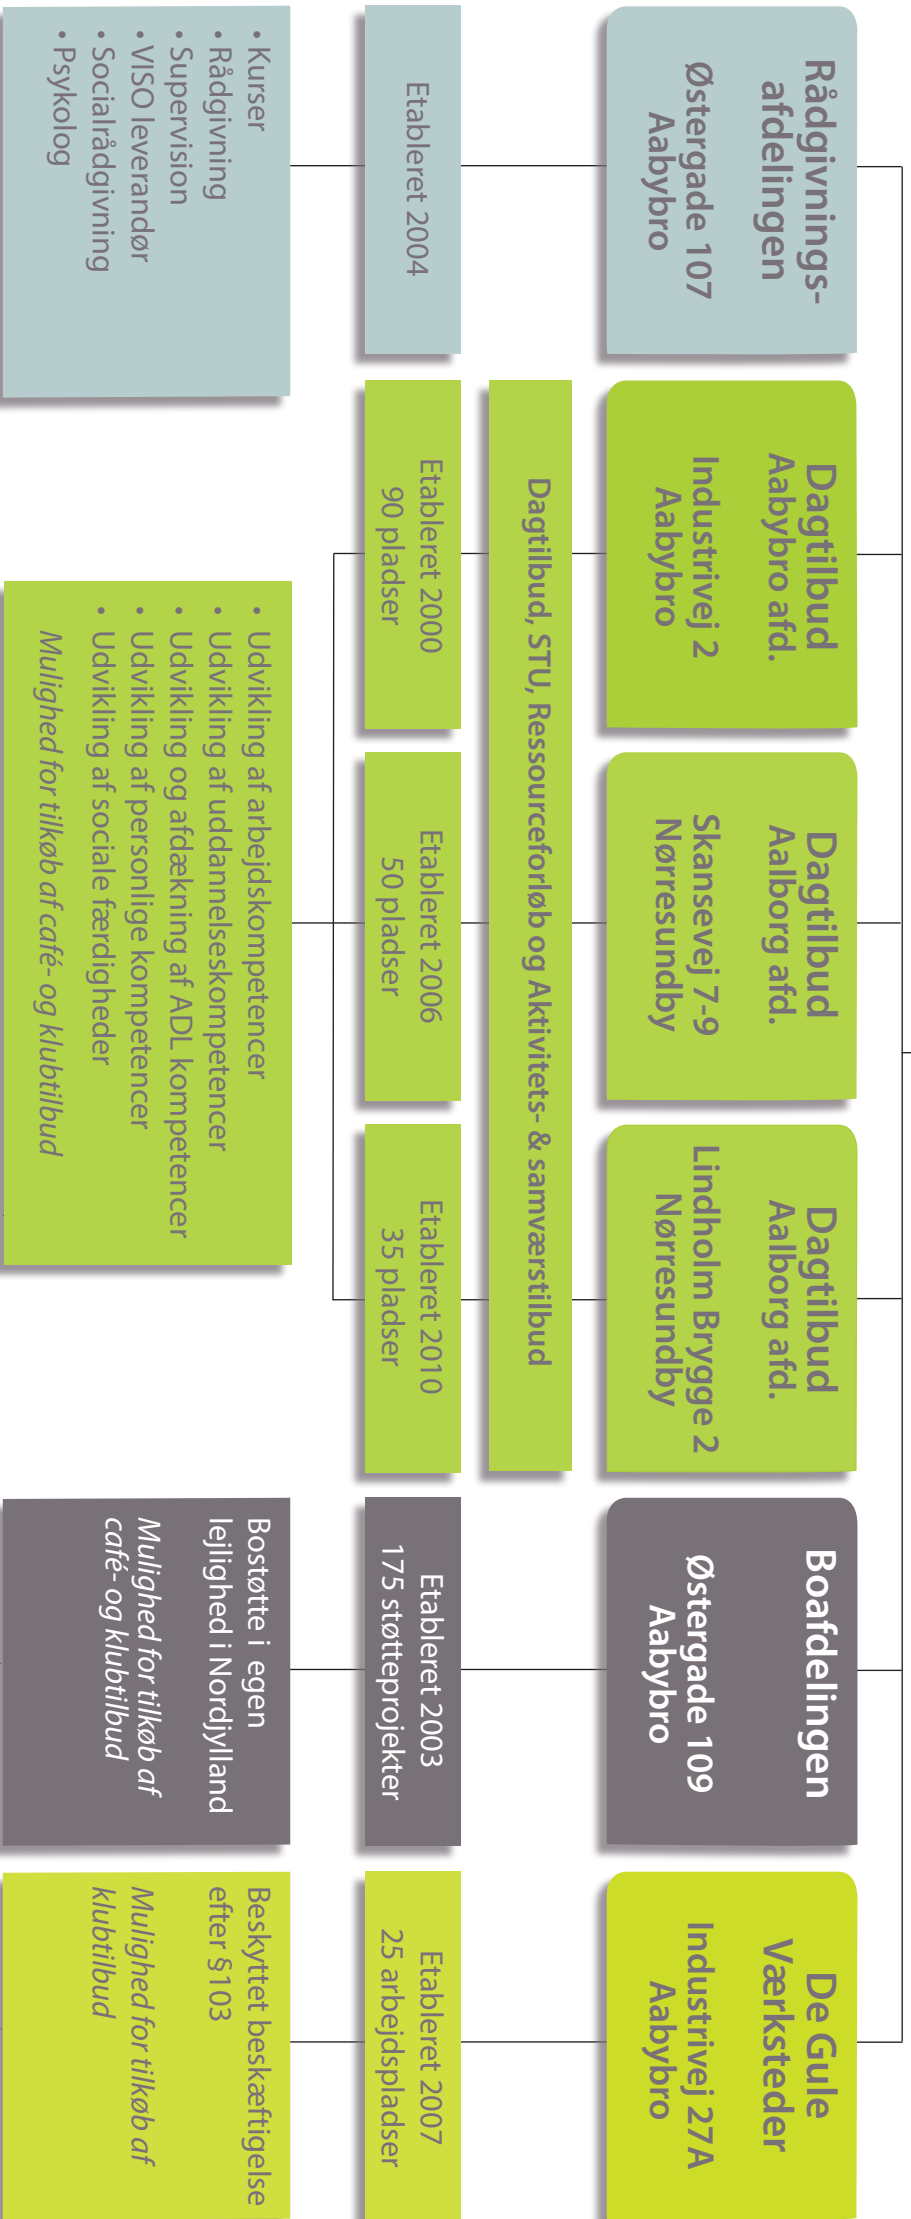 Rådgivnings-
afdelingen
Østergade 107
Aabybro
Dagtilbud
Aabybro afd.
Industrivej 2
Aabybro
Dagtilbud
Aalborg afd.
Skansevej 7-9
Nørresundby
Dagtilbud
Aalborg afd.
Lindholm Brygge 2
Nørresundby
Boafdelingen
Østergade 109
Aabybro
De Gule
Værksteder
Industrivej 27A
Aabybro
Dagtilbud, STU, Ressourceforløb og Aktivitets- & samværstilbud
Etableret 2004
Etableret 2000
90 pladser
Etableret 2006
50 pladser
Etableret 2010
35 pladser
Etableret 2003
175 støtteprojekter
Etableret 2007
25 arbejdspladser
• Kurser
• Rådgivning
• Supervision
• VISO leverandør
• Socialrådgivning
• Psykolog
• Udvikling af arbejdskompetencer
• Udvikling af uddannelseskompetencer
• Udvikling og afdækning af ADL kompetencer
• Udvikling af personlige kompetencer
• Udvikling af sociale færdigheder
Mulighed for tilkøb af café- og klubtilbud
Bostøtte i egen
lejlighed i Nordjylland
Mulighed for tilkøb af
café- og klubtilbud
Beskyttet beskæftigelse
efter §103
Mulighed for tilkøb af
klubtilbud